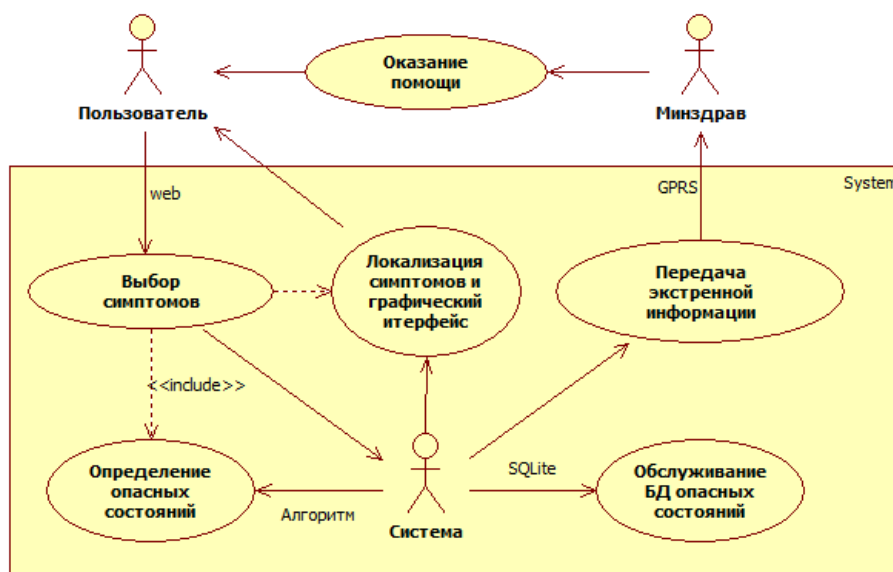 Оказание
помощи
Пользователь
Минздрав
web
GPRS
System
Выбор
симптомов
Локализация
симптомов и
графический
итерфейс
Передача
экстренной
информации
<<include>>
Определение
опасных
состояний
Алгоритм
Система
SQLite
Обслуживание
БД опасных
состояний